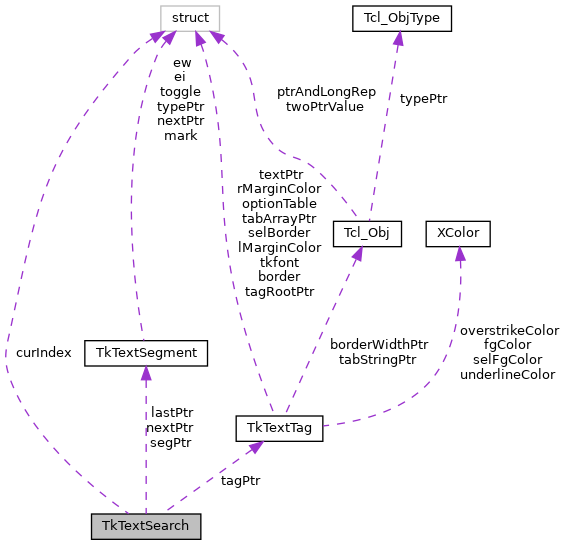 struct
Tcl_ObjType
ew
ei
toggle
typePtr
nextPtr
mark
ptrAndLongRep
twoPtrValue
typePtr
textPtr
rMarginColor
optionTable
tabArrayPtr
selBorder
lMarginColor
tkfont
border
tagRootPtr
Tcl_Obj
XColor
curIndex
TkTextSegment
borderWidthPtr
tabStringPtr
overstrikeColor
fgColor
selFgColor
underlineColor
lastPtr
nextPtr
segPtr
TkTextTag
tagPtr
TkTextSearch